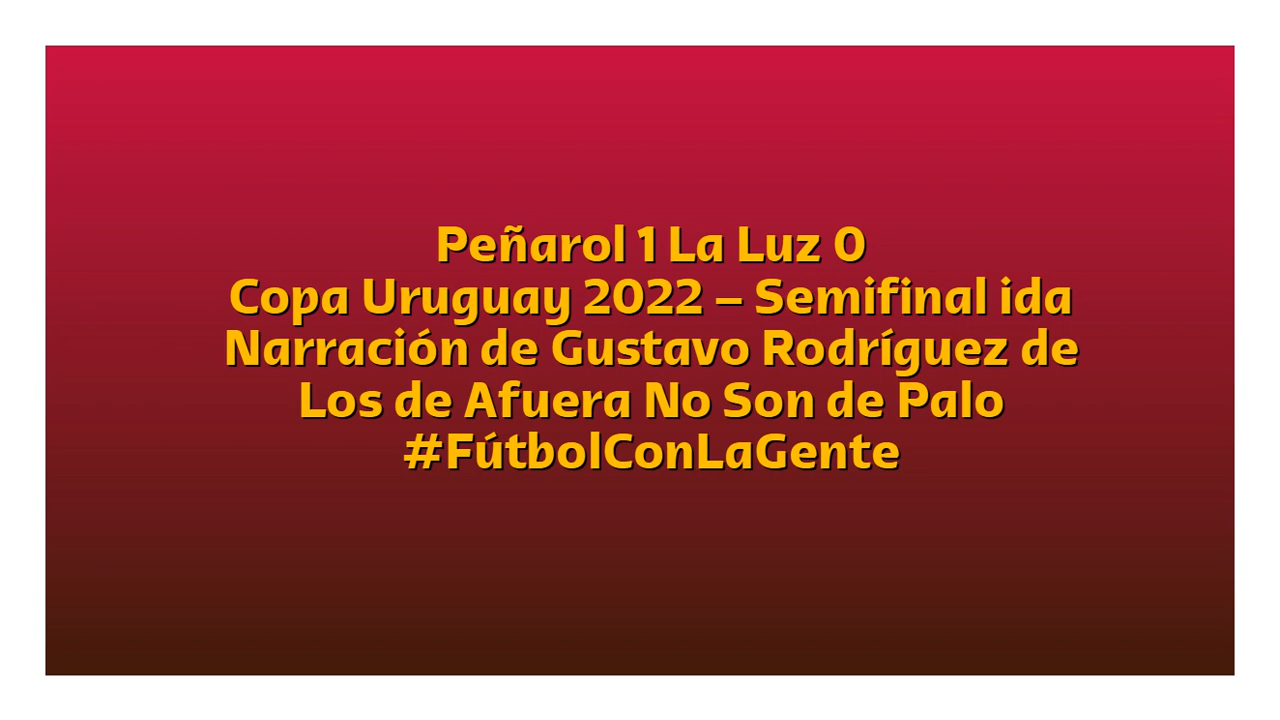 Peñarol 1 La Luz 0
Copa Uruguay 2022 – Semifinal ida
Narración de Gustavo Rodríguez de
Los de Afuera No Son de Palo
#FútbolConLaGente